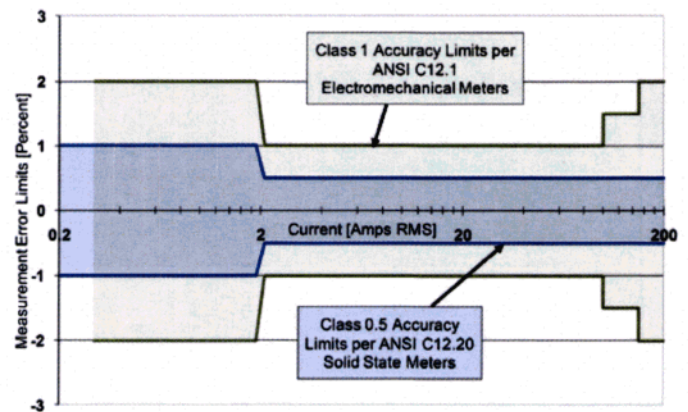 3
Class 1 Accuracy Limits per
ANSI C12.1
Electromechanical Meters
2
1
0
-1
-2
-3
Measurement Error Limits [Percent]
0.2
2
20
200
Current [Amps RMS]
Class 0.5 Accuracy
Limits per ANSI C12.20
Solid State Meters